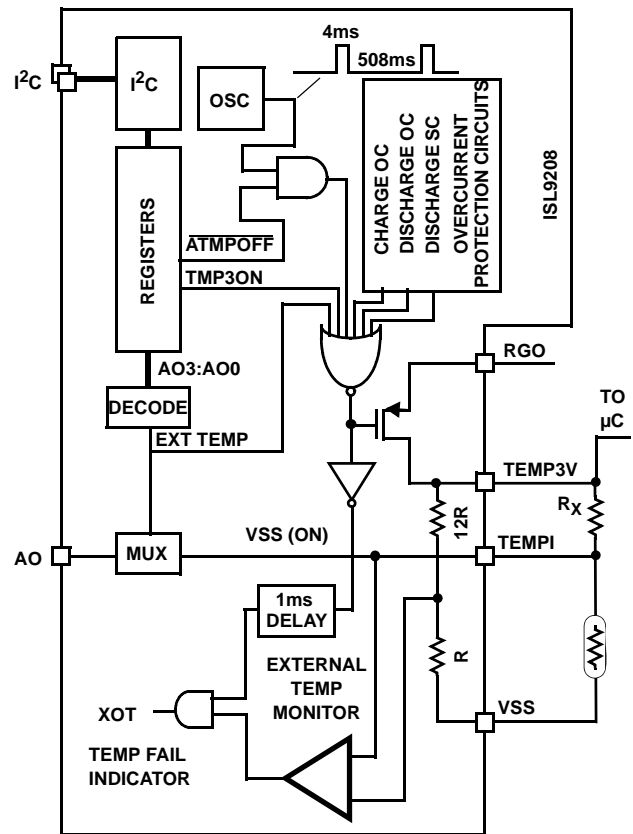 4ms
508ms
I²C
I²C
OSC
CHARGE OC
DISCHARGE OC
DISCHARGE SC
OVERCURRENT
PROTECTION CIRCUITS
ISL9208
REGISTERS
ATMPOFF
TMP3ON
AO3:AO0
RGO
DECODE
TO
µC
EXT TEMP
TEMP3V
RX
12R
VSS (ON)
TEMPI
AO
MUX
1ms
DELAY
R
EXTERNAL
TEMP
MONITOR
VSS
XOT
TEMP FAIL
INDICATOR